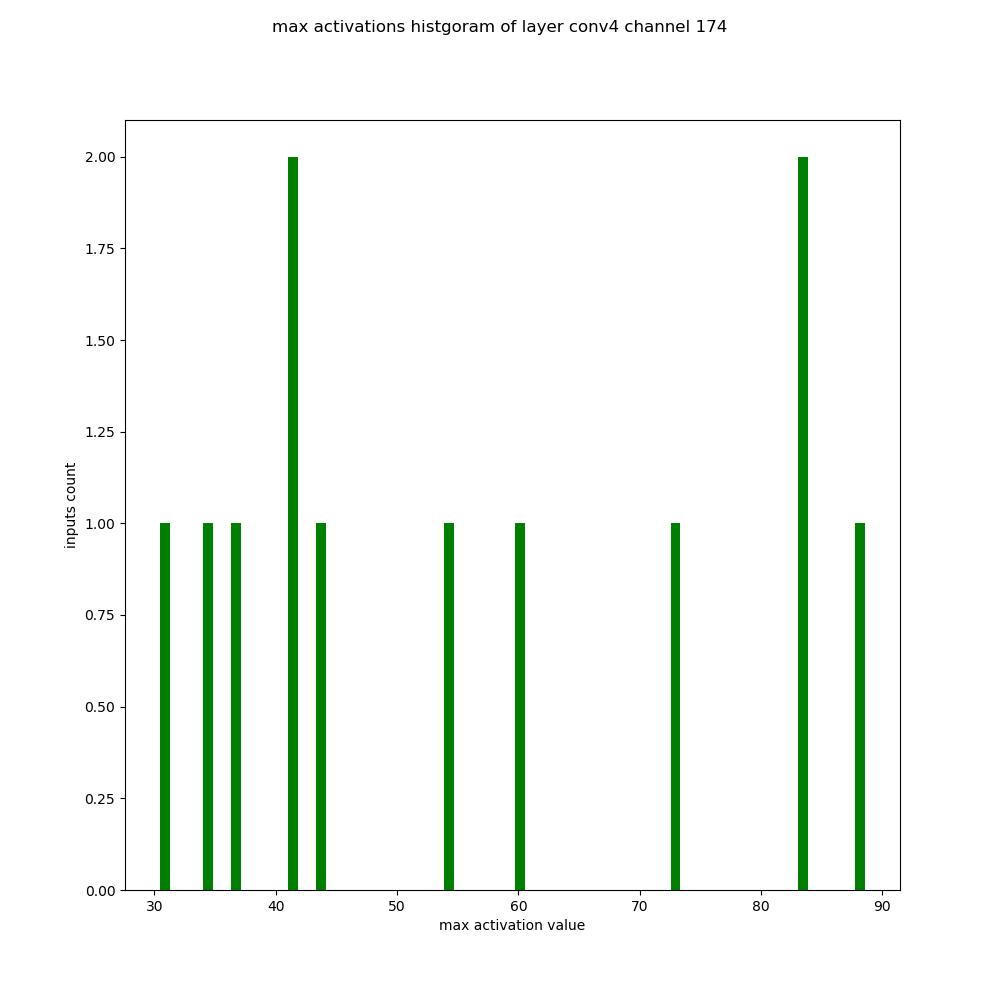 max activations histgoram of layer conv4 channel 174
2.00
1.75
1.50
1.25
1.00
0.75
0.50
0.25
0.00
inputs count
30 40 50 60 70 80 90
max activation value